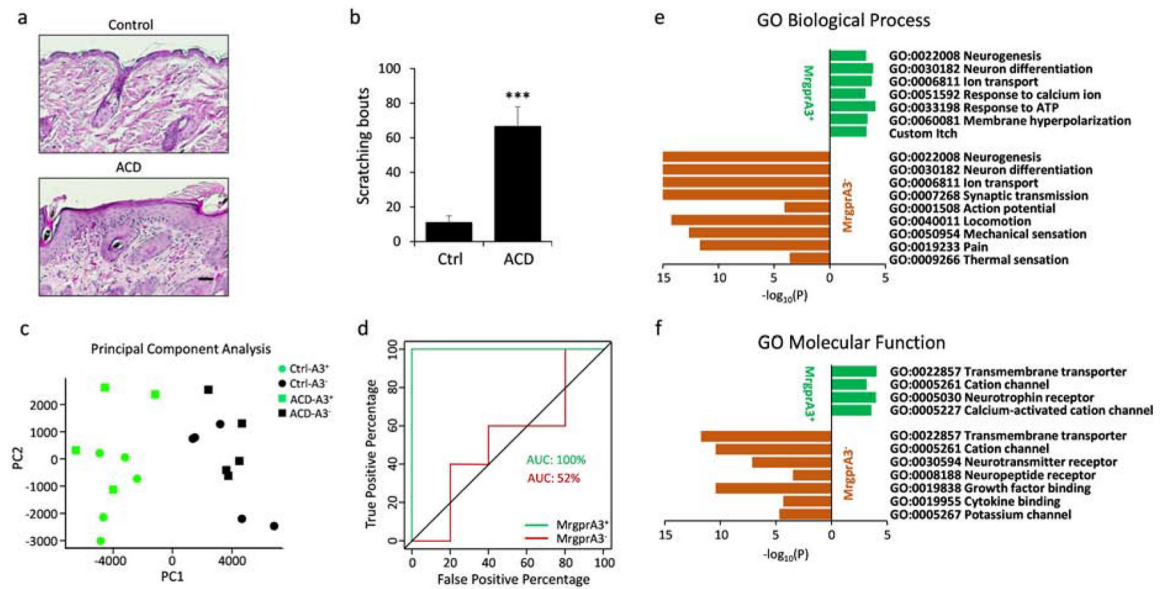 a
Control
ACD
b
Scratching bouts
100
80
60
40
20
0
***
Ctrl
ACD
c
Principal Component Analysis
Ctrl-A3⁺
Ctrl-A3⁻
ACD-A3⁺
ACD-A3⁻
PC2
2000
1000
0
-1000
-2000
-3000
-4000
0
4000
PC1
d
True Positive Percentage
100
80
60
40
20
0
AUC: 100%
AUC: 52%
MrgprA3⁺
MrgprA3⁻
0
20
40
60
80
100
False Positive Percentage
e
GO Biological Process
MrgprA3⁺
GO:0022008 Neurogenesis
GO:0030182 Neuron differentiation
GO:0006811 Ion transport
GO:0051592 Response to calcium ion
GO:0033198 Response to ATP
GO:0060081 Membrane hyperpolarization
Custom Itch
MrgprA3⁻
GO:0022008 Neurogenesis
GO:0030182 Neuron differentiation
GO:0006811 Ion transport
GO:0007268 Synaptic transmission
GO:0001508 Action potential
GO:0040011 Locomotion
GO:0050954 Mechanical sensation
GO:0019233 Pain
GO:0009266 Thermal sensation
15
10
5
0
5
-log₁₀(P)
f
GO Molecular Function
MrgprA3⁺
GO:0022857 Transmembrane transporter
GO:0005261 Cation channel
GO:0005030 Neurotrophin receptor
GO:0005227 Calcium-activated cation channel
MrgprA3⁻
GO:0022857 Transmembrane transporter
GO:0005261 Cation channel
GO:0030594 Neurotransmitter receptor
GO:0008188 Neuropeptide receptor
GO:0019838 Growth factor binding
GO:0019955 Cytokine binding
GO:0005267 Potassium channel
15
10
5
0
5
-log₁₀(P)